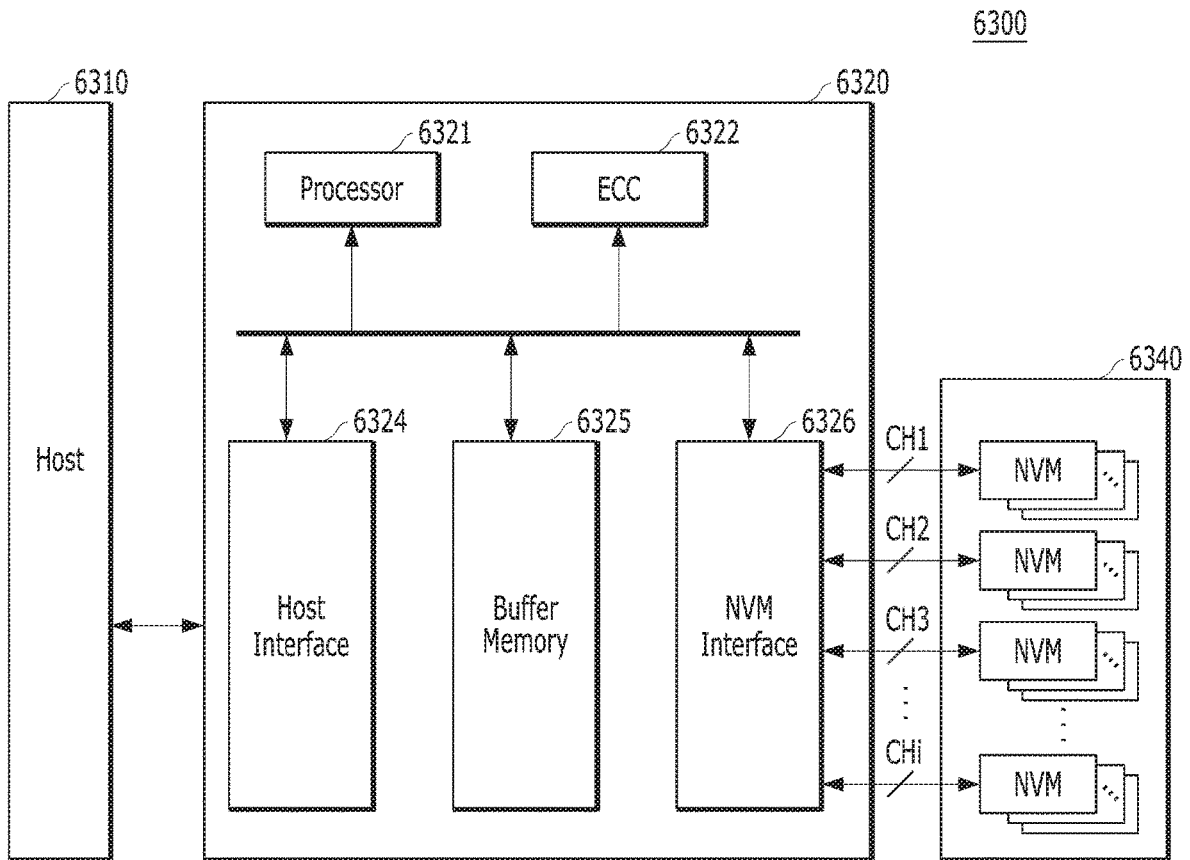 6300
6310
6320
6321
6322
Processor
ECC
6340
6324
6325
6326
CH1
NVM
Host
CH2
NVM
Host
Interface
Buffer
Memory
NVM
Interface
CH3
NVM
CHi
NVM